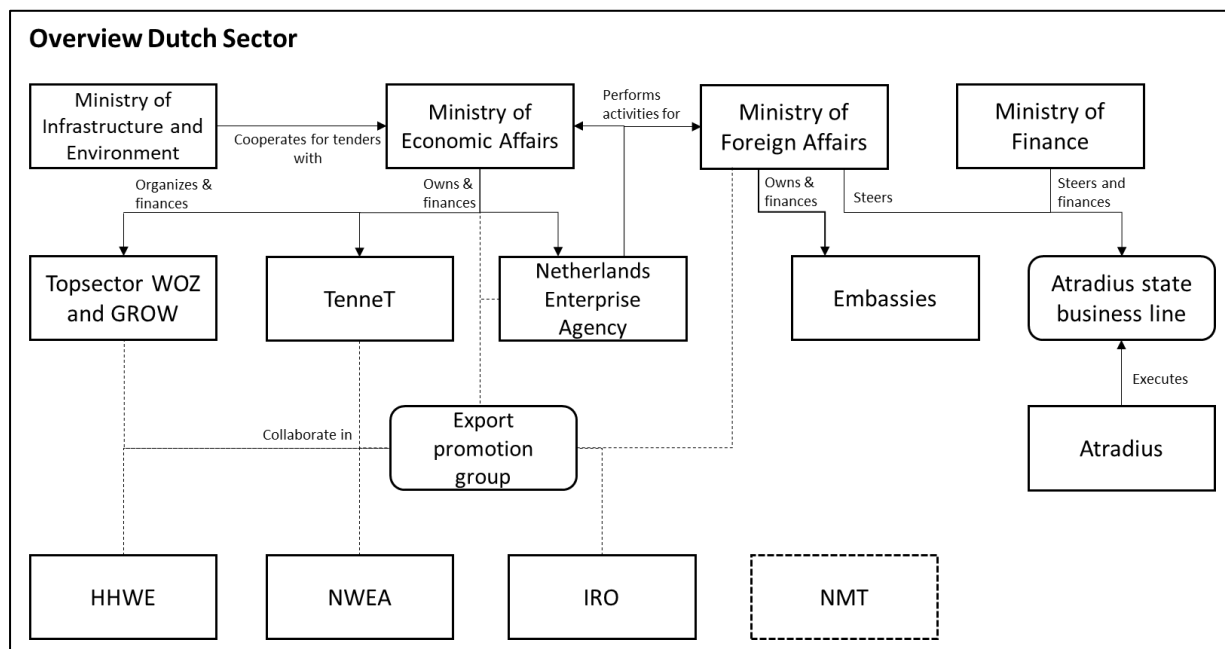 Overview Dutch Sector
Ministry of
Infrastructure and
Environment
Cooperates for tenders
with
Ministry of
Economic Affairs
Performs
activities for
Ministry of
Foreign Affairs
Ministry of
Finance
Organizes &
finances
Owns &
finances
Owns &
finances
Steers
Steers and
finances
Topsector WOZ
and GROW
TenneT
Netherlands
Enterprise
Agency
Embassies
Atradius state
business line
Executes
Collaborate in
Export
promotion
group
Atradius
HHWE
NWEA
IRO
NMT